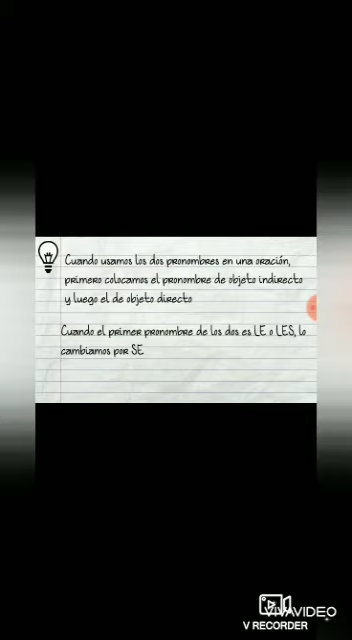 Cuando usamos los dos pronombres en una oración,
primero colocamos el pronombre de objeto indirecto
y luego el de objeto directo
Cuando el primer pronombre de los dos es LE o LES, lo
cambiamos por SE
VIVAVIDEO
V RECORDER